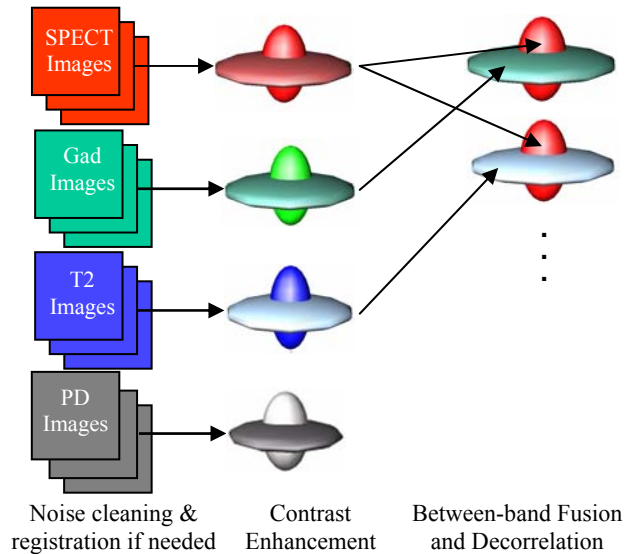 SPECT
Images
Gad
Images
T2
Images
PD
Images
Noise cleaning &
registration if needed
Contrast
Enhancement
Between-band Fusion
and Decorrelation